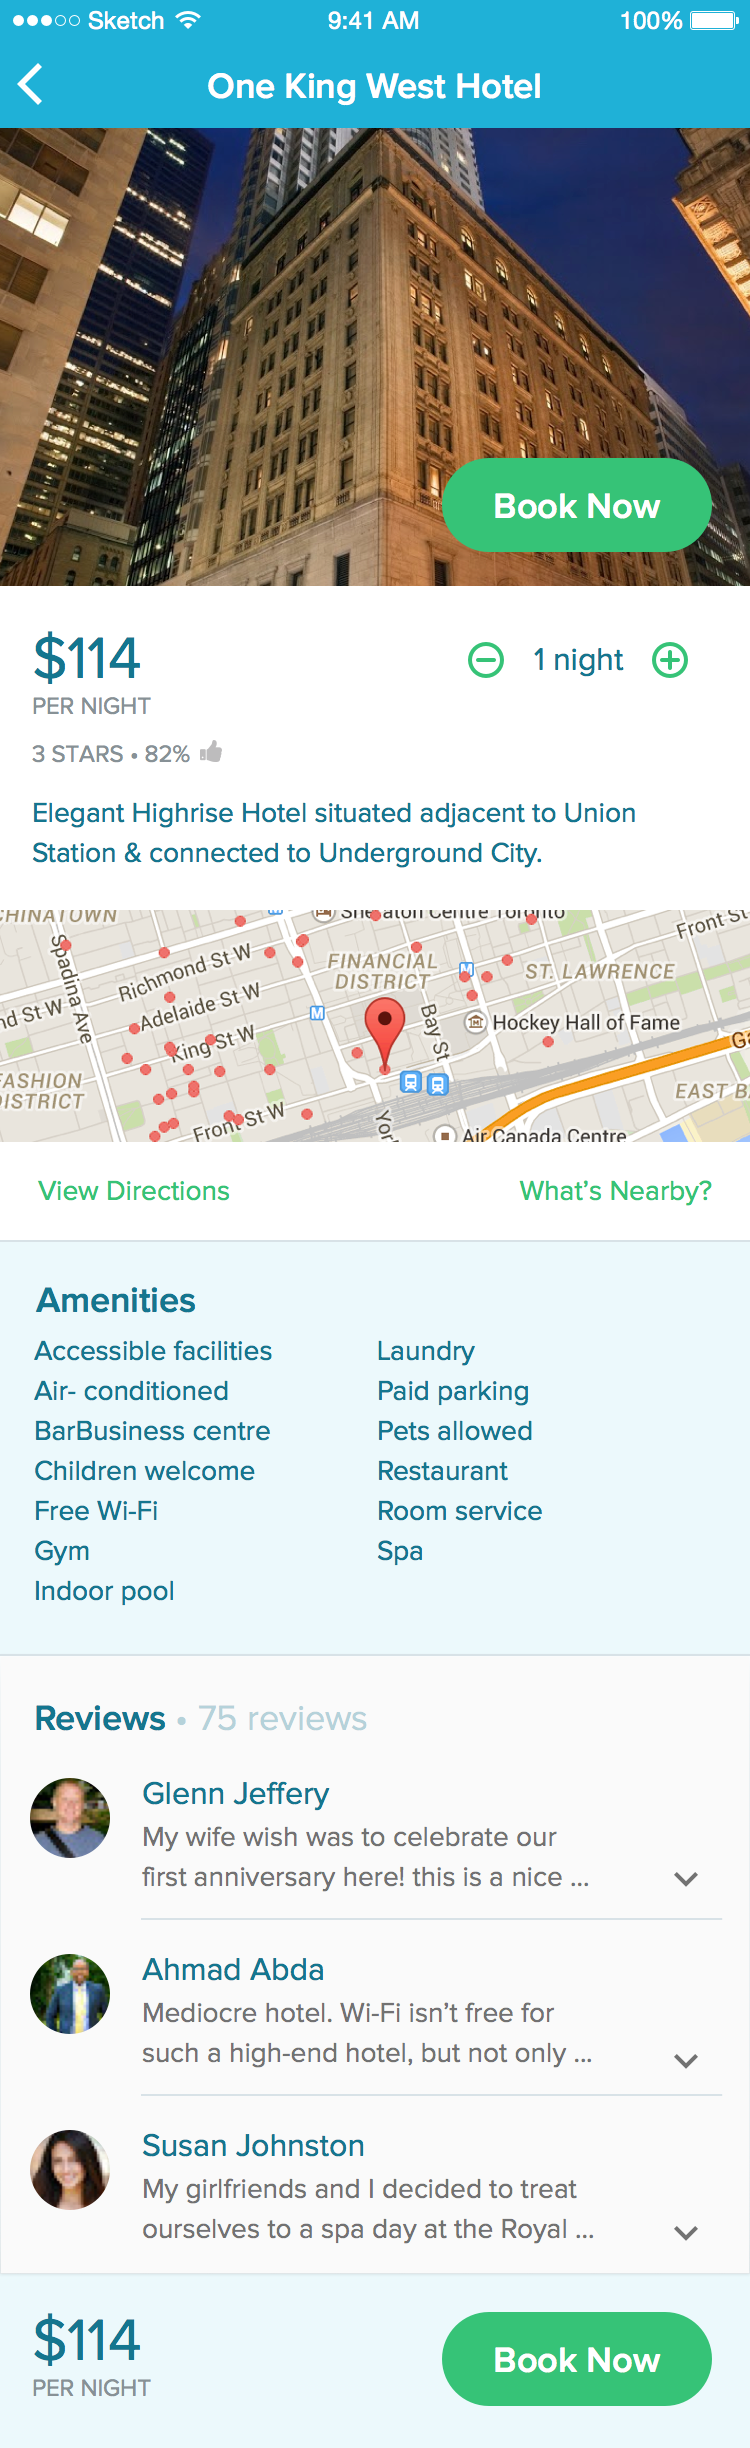 Sketch 9:41 AM 100%
One King West Hotel
Book Now
$114
1 night
PER NIGHT
3 STARS • 82%
Elegant Highrise Hotel situated adjacent to Union
Station & connected to Underground City.
CHINATOWN
Sheraton Centre Toronto
Front St
Spadina Ave
Richmond St W
FINANCIAL
DISTRICT
M
ST. LAWRENCE
nd St W
Adelaide St W
M
Bay St
Hockey Hall of Fame
King St W
Ga
FASHION
DISTRICT
EAST B
Front St W
Yor
Air Canada Centre
View Directions
What's Nearby?
Amenities
Accessible facilities
Air- conditioned
BarBusiness centre
Children welcome
Free Wi-Fi
Gym
Indoor pool
Laundry
Paid parking
Pets allowed
Restaurant
Room service
Spa
Reviews • 75 reviews
Glenn Jeffery
My wife wish was to celebrate our
first anniversary here! this is a nice ...
Ahmad Abda
Mediocre hotel. Wi-Fi isn't free for
such a high-end hotel, but not only ...
Susan Johnston
My girlfriends and I decided to treat
ourselves to a spa day at the Royal ...
$114
PER NIGHT
Book Now